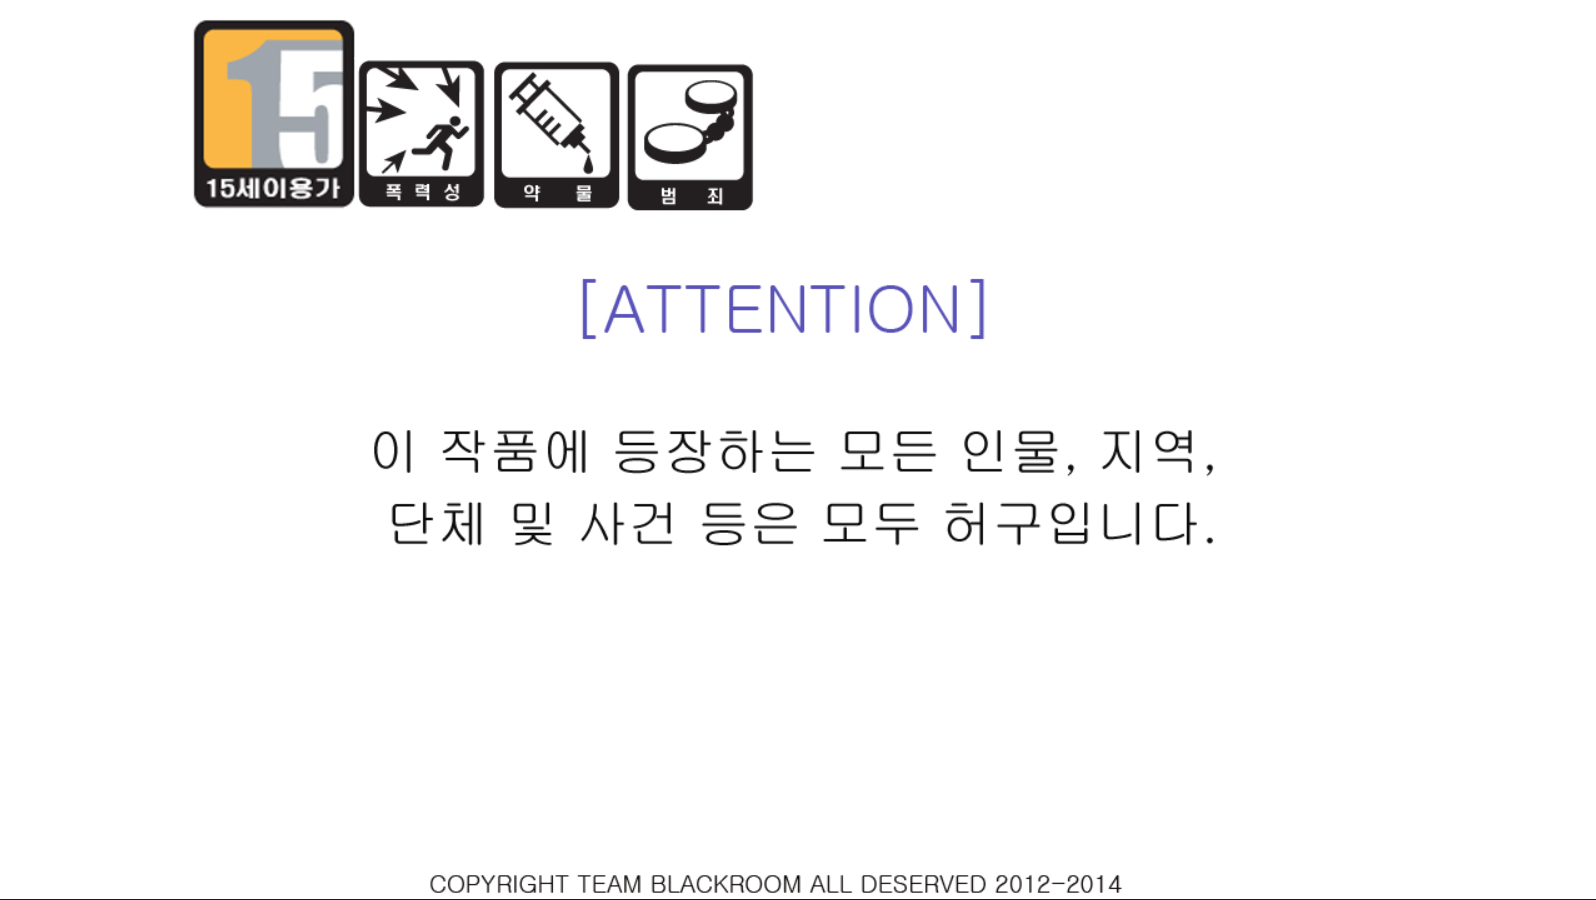 15
15세이용가
폭력성
약물
범죄
[ATTENTION]
이 작품에 등장하는 모든 인물, 지역,
단체 및 사건 등은 모두 허구입니다.
COPYRIGHT TEAM BLACKROOM ALL DESERVED 2012-2014